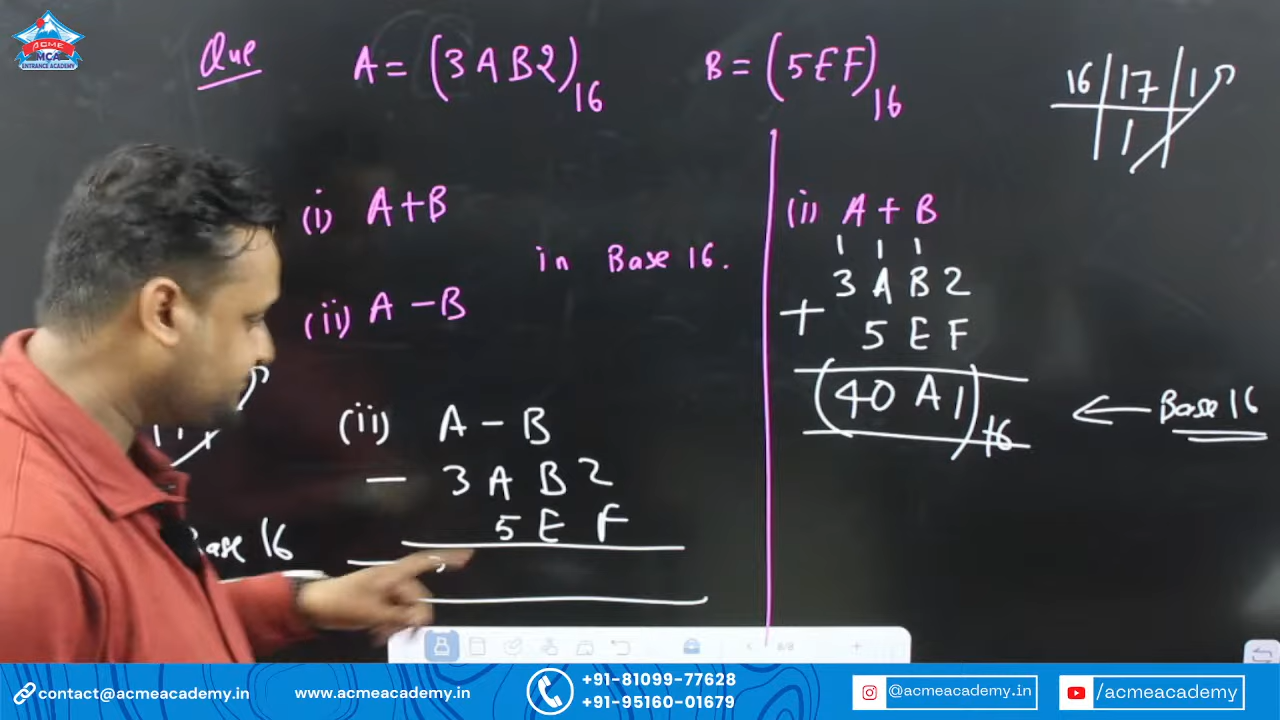 ACME
MCA
ENTRANCE ACADEMY
Que A = (3AB2)16 B = (5EF)16
16 17 1
1
(i) A+B
in Base 16.
(ii) A-B
(ii) A - B
- 3 A B 2
5 E F
Base 16
(i) A + B
1 1 1
3 A B 2
+ 5 E F
(40A1)16 ← Base 16
8/8
contact@acmeacademy.in
www.acmeacademy.in
+91-81099-77628
+91-95160-01679
@acmeacademy.in
/acmeacademy